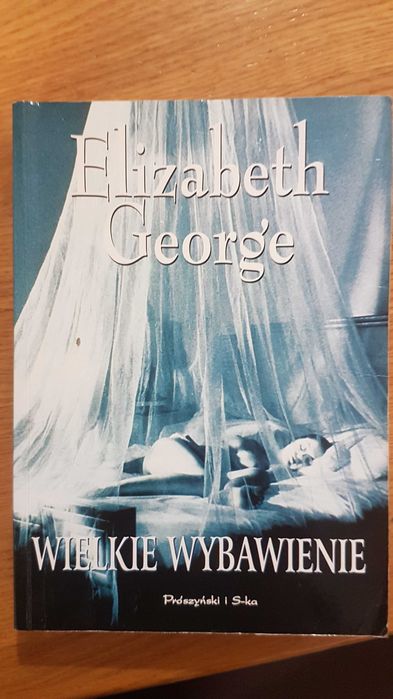 Elizabeth
George
WIELKIE WYBAWIENIE
Prószyński i S-ka